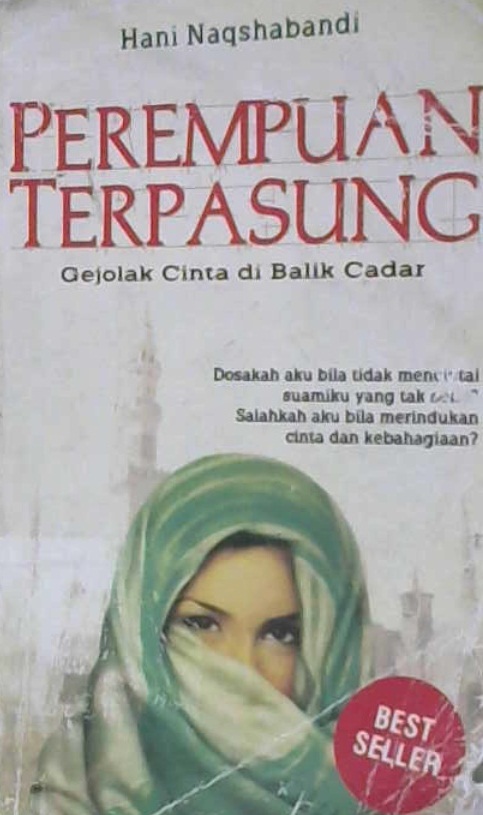 Hani Naqshabandi
PEREMPUAN
TERPASUNG
Gejolak Cinta di Balik Cadar
Dosakah aku bila tidak mencintai
suamiku yang tak
Salahkah aku bila merindukan
cinta dan kebahagiaan?
BEST
SELLER